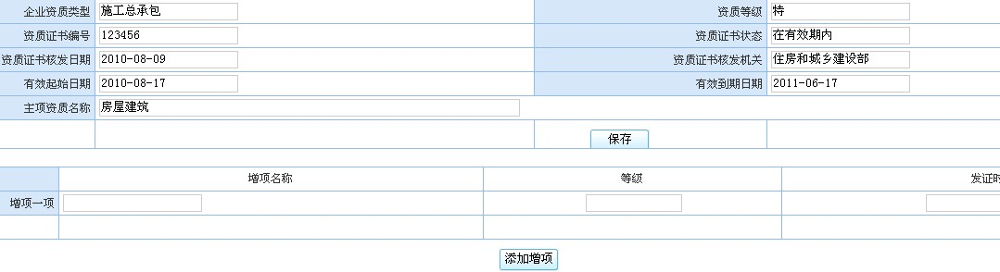 企业资质类型 施工总承包 资质等级 特
资质证书编号 123456 资质证书状态 在有效期内
资质证书核发日期 2010-08-09 资质证书核发机关 住房和城乡建设部
有效起始日期 2010-08-17 有效到期日期 2011-06-17
主项资质名称 房屋建筑
保存
增项名称 等级 发证时
增项一项
添加增项